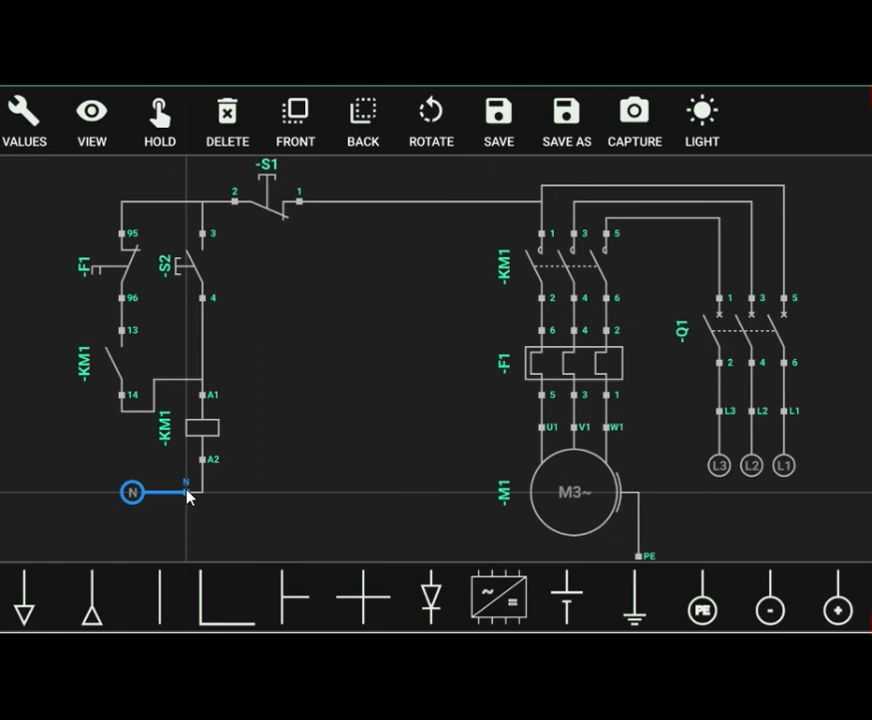 VALUES VIEW HOLD DELETE FRONT BACK ROTATE SAVE SAVE AS CAPTURE LIGHT
-S1
2 1
95 3 1 3 5
-F1 -S2 -KM1
96 4 2 4 6 1 3 5
13 6 4 2 -Q1
-KM1 -F1 2 4 6
14 A1 5 3 1
L3 L2 L1
-KM1 U1 V1 W1
A2 L3 L2 L1
N N -M1 M3~
PE
~ = PE - +